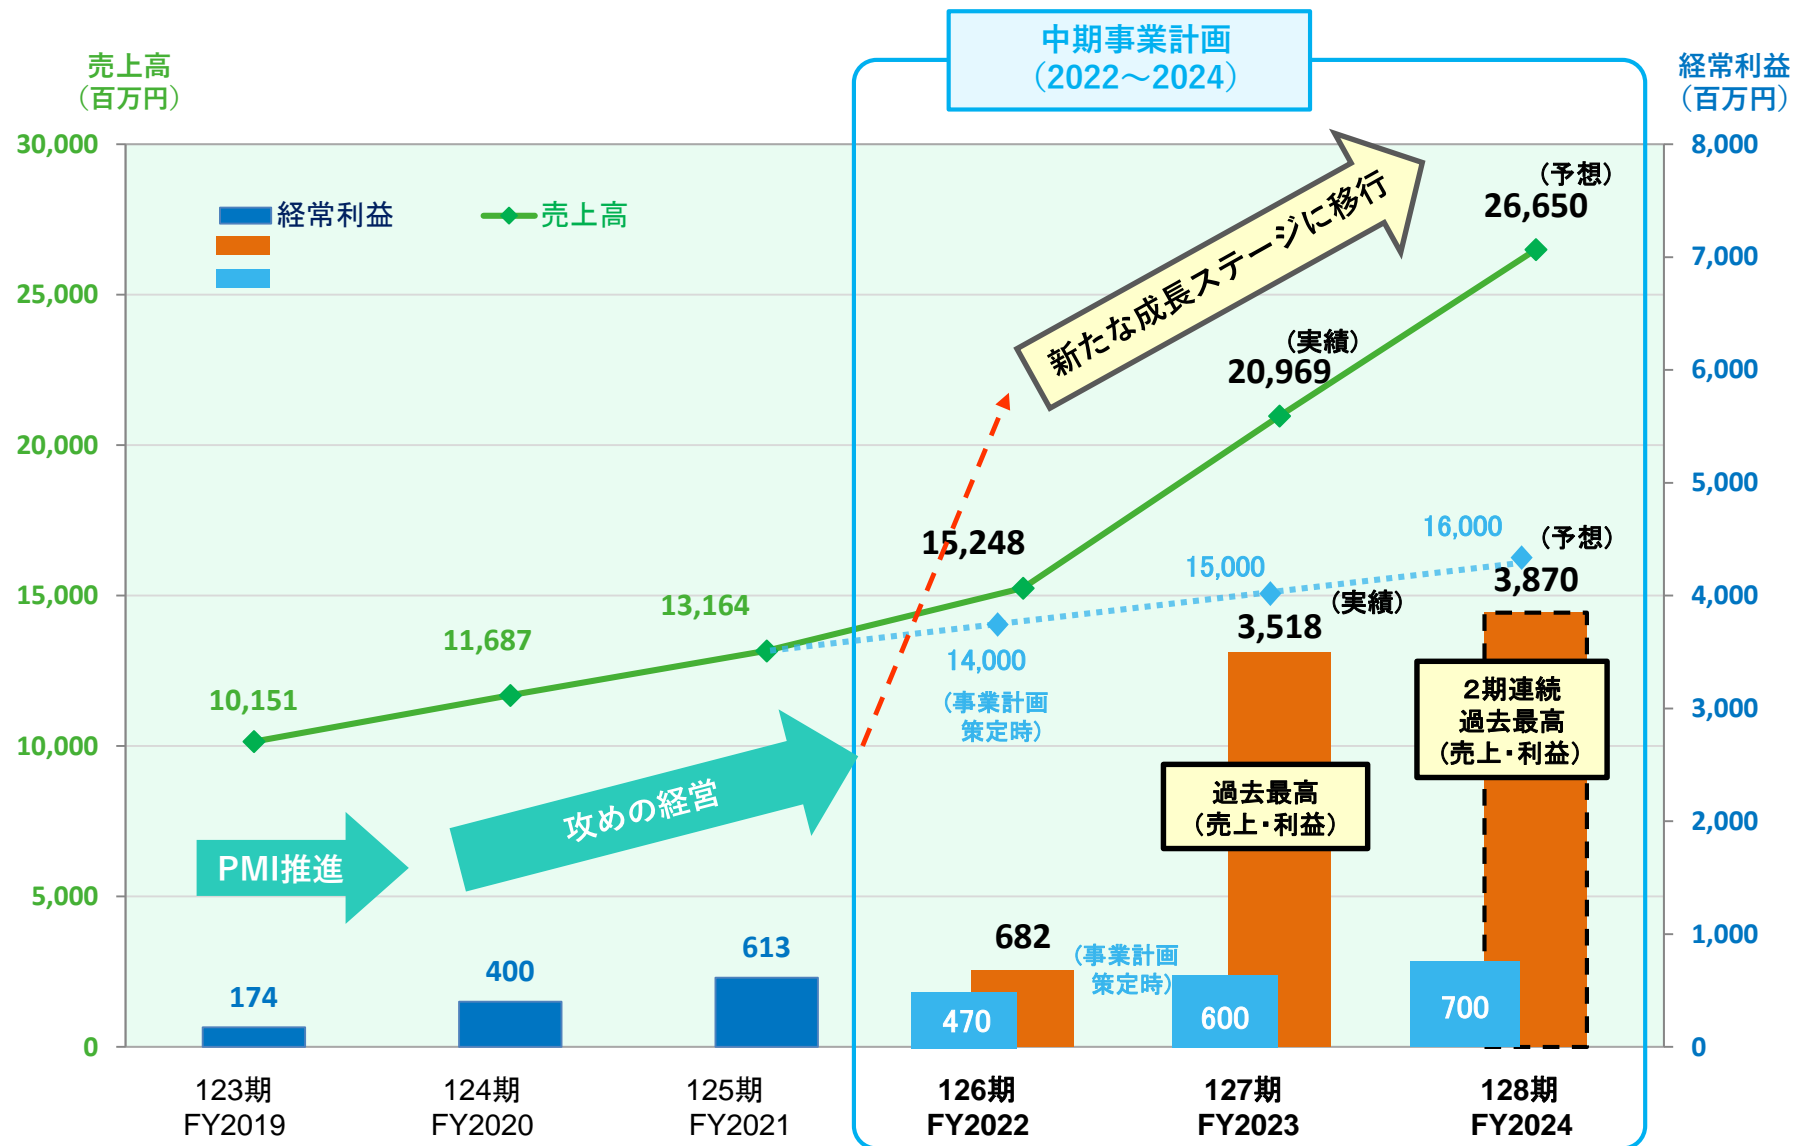 中期事業計画
（2022～2024）
売上高
（百万円）
経常利益
（百万円）
30,000
25,000
20,000
15,000
10,000
5,000
0
8,000
7,000
6,000
5,000
4,000
3,000
2,000
1,000
0
経常利益
売上高
新たな成長ステージに移行
（予想）
26,650
（実績）
20,969
15,248
13,164
11,687
10,151
16,000
15,000
14,000
（事業計画
策定時）
（予想）
3,870
（実績）
3,518
2期連続
過去最高
（売上・利益）
過去最高
（売上・利益）
攻めの経営
PMI推進
174
400
613
682
（事業計画
策定時）
470
600
700
123期
FY2019
124期
FY2020
125期
FY2021
126期
FY2022
127期
FY2023
128期
FY2024